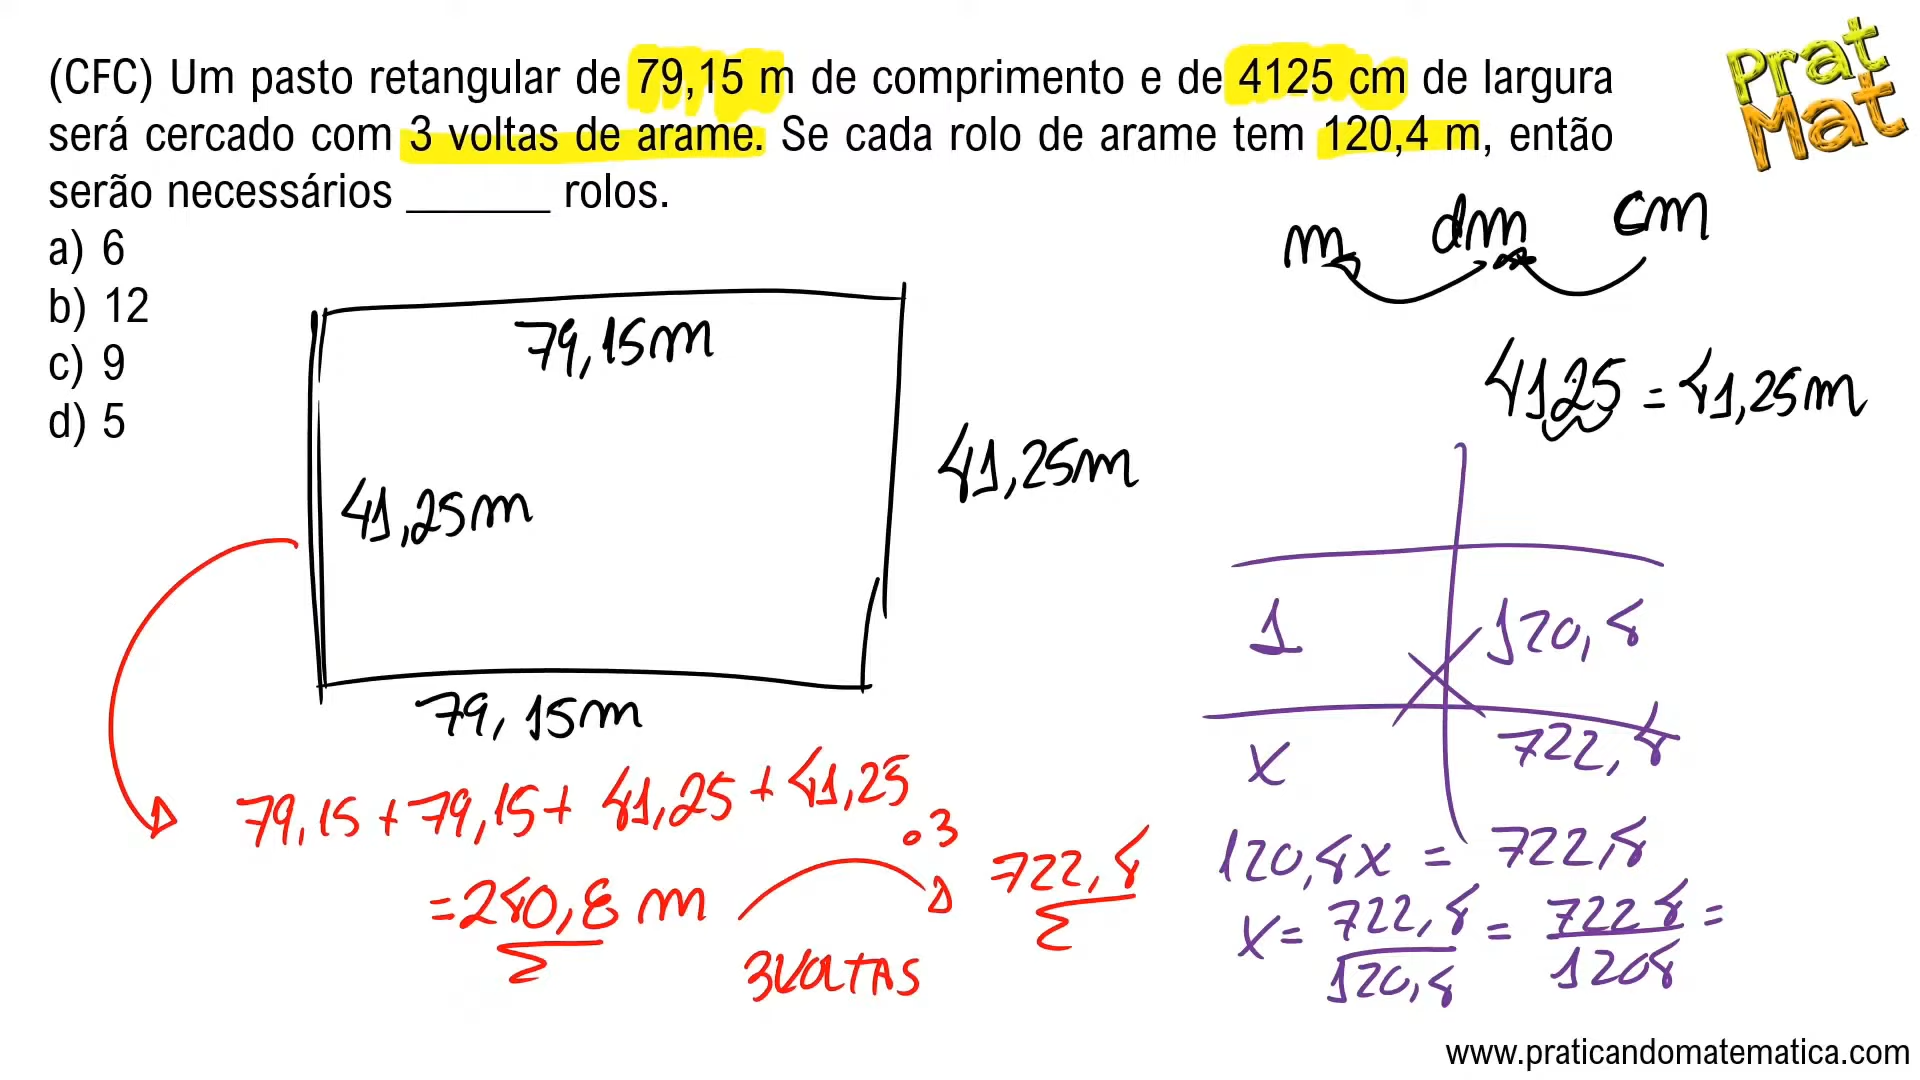 (CFC) Um pasto retangular de 79,15 m de comprimento e de 4125 cm de largura
será cercado com 3 voltas de arame. Se cada rolo de arame tem 120,4 m, então
serão necessários ______ rolos.
a) 6
b) 12
c) 9
d) 5
Prat
Mat
m dm cm
4125 = 41,25m
79,15m
41,25m
41,25m
79,15m
79,15 + 79,15 + 41,25 + 41,25
= 240,8 m
.3
3 VOLTAS
722,4
1 120,4
x 722,4
120,4x = 722,4
x = 722,4/120,4 = 7224/1204 =
www.praticandomatematica.com